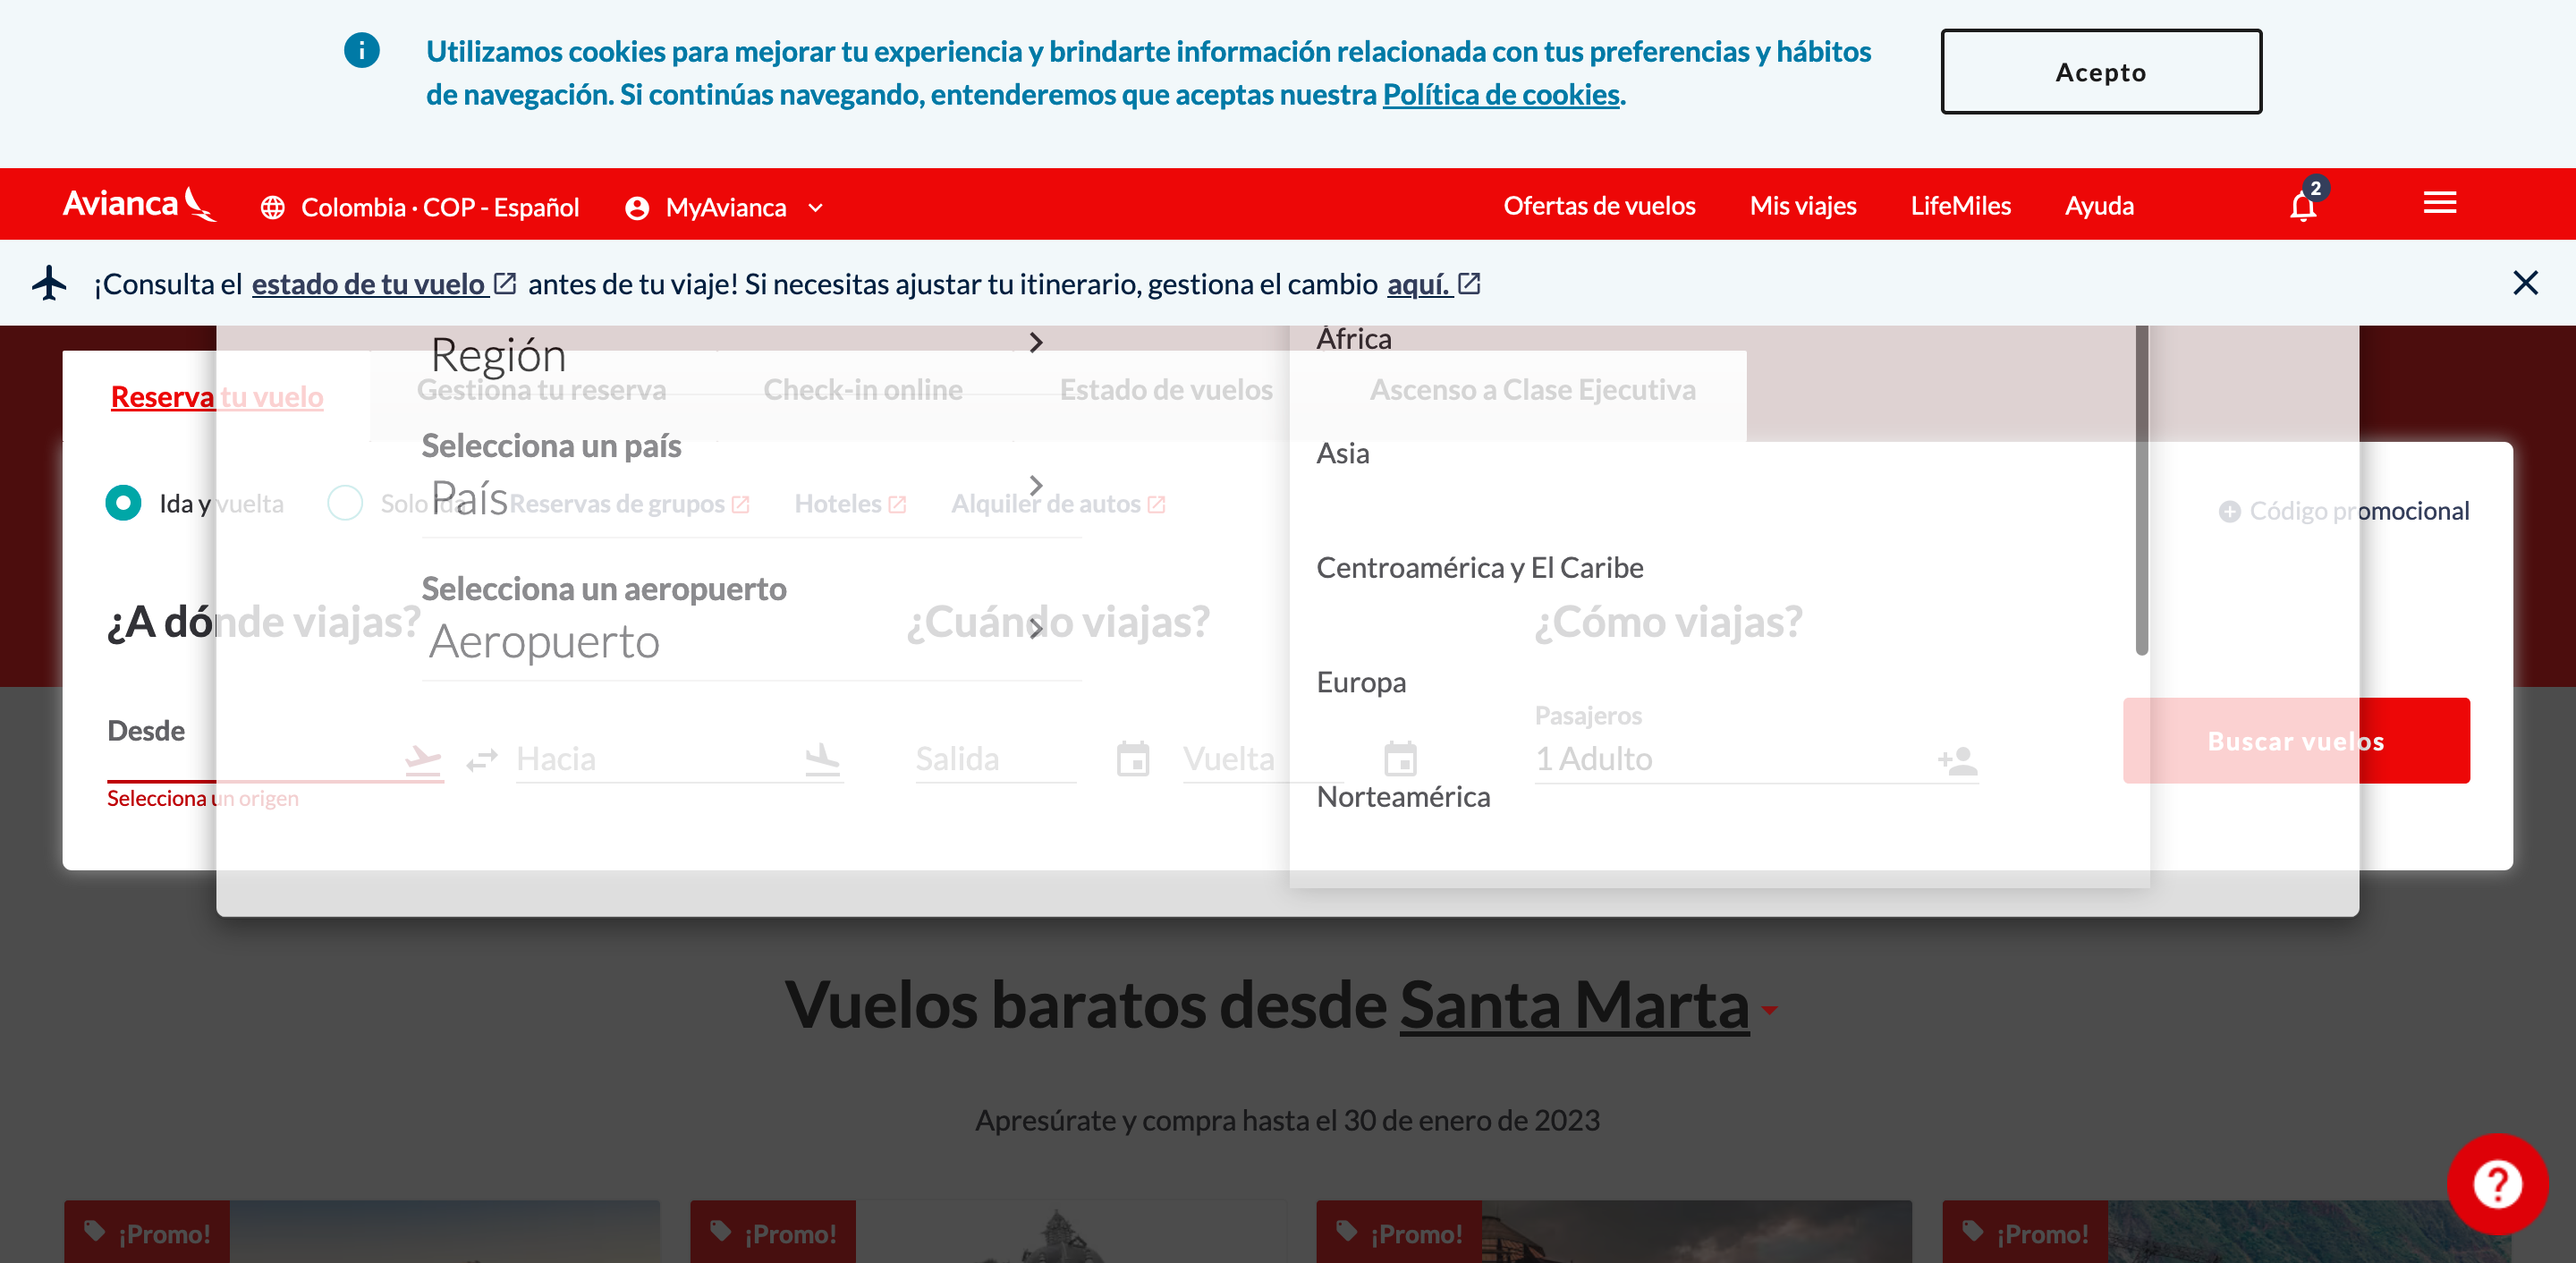 Utilizamos cookies para mejorar tu experiencia y brindarte información relacionada con tus preferencias y hábitos
de navegación. Si continúas navegando, entenderemos que aceptas nuestra Política de cookies.
Acepto
Avianca
Colombia · COP - Español
MyAvianca
Ofertas de vuelos
Mis viajes
LifeMiles
Ayuda
2
¡Consulta el estado de tu vuelo antes de tu viaje! Si necesitas ajustar tu itinerario, gestiona el cambio aquí.
Región
África
Reserva tu vuelo
Gestiona tu reserva
Check-in online
Estado de vuelos
Ascenso a Clase Ejecutiva
Selecciona un país
País
Asia
Ida y vuelta
Solo ida
Reservas de grupos
Hoteles
Alquiler de autos
Código promocional
Selecciona un aeropuerto
Aeropuerto
Centroamérica y El Caribe
¿A dónde viajas?
¿Cuándo viajas?
¿Cómo viajas?
Europa
Desde
Hacia
Salida
Vuelta
Pasajeros
1 Adulto
Buscar vuelos
Selecciona un origen
Norteamérica
Vuelos baratos desde Santa Marta
Apresúrate y compra hasta el 30 de enero de 2023
¡Promo!
¡Promo!
¡Promo!
¡Promo!